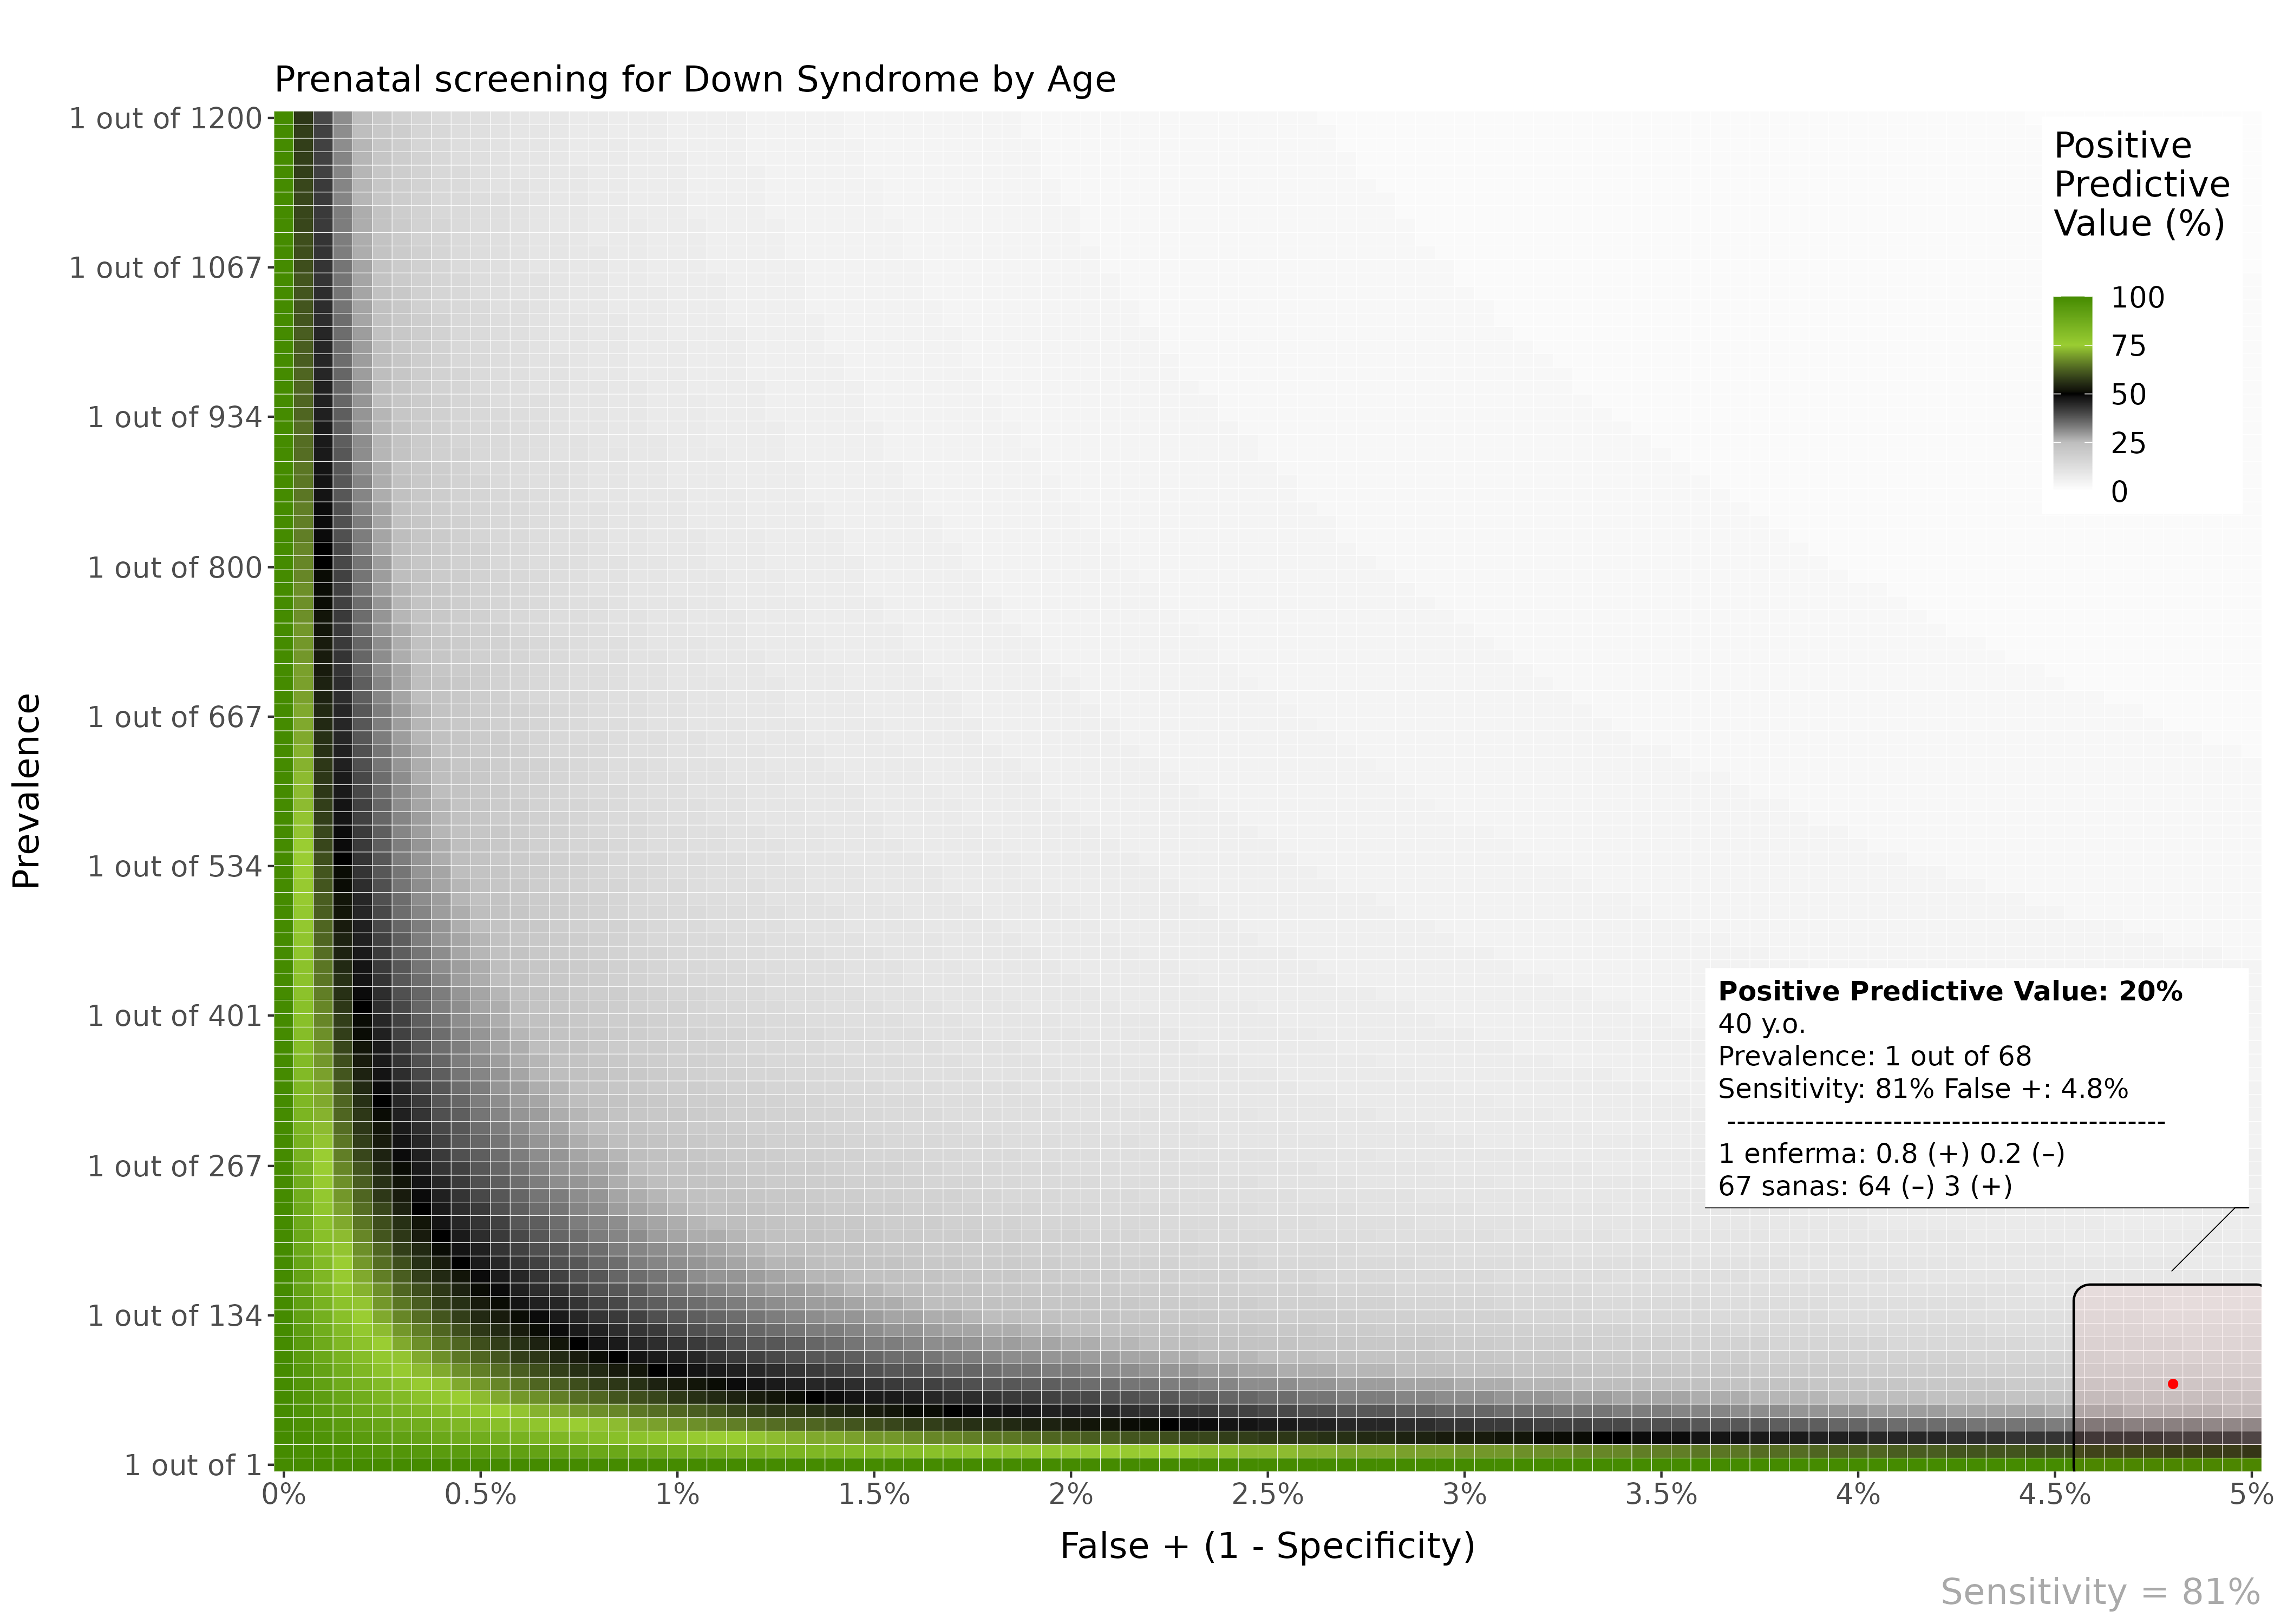 Prenatal screening for Down Syndrome by Age
Prevalence
1 out of 1200
1 out of 1067
1 out of 934
1 out of 800
1 out of 667
1 out of 534
1 out of 401
1 out of 267
1 out of 134
1 out of 1
Positive
Predictive
Value (%)
100
75
50
25
0
Positive Predictive Value: 20%
40 y.o.
Prevalence: 1 out of 68
Sensitivity: 81% False +: 4.8%
---------------------------------------------
1 enferma: 0.8 (+) 0.2 (–)
67 sanas: 64 (–) 3 (+)
0% 0.5% 1% 1.5% 2% 2.5% 3% 3.5% 4% 4.5% 5%
False + (1 - Specificity)
Sensitivity = 81%